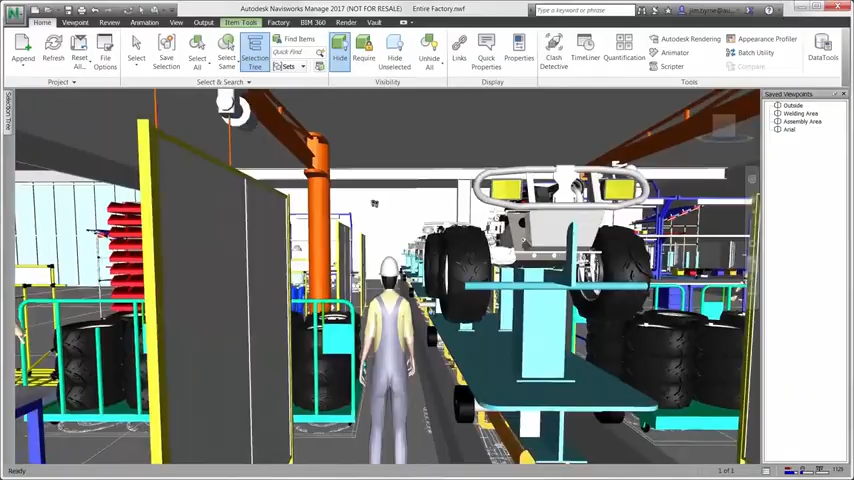 Autodesk Navisworks Manage 2017 (NOT FOR RESALE) Entire Factory.nwf
Type a keyword or phrase
Home Viewpoint Review Animation View Output Item Tools Factory BIM 360 Render Vault
Append
Refresh
Reset All...
File Options
Select
Save Selection
Select All
Select Same
Selection Tree
Find Items
Quick Find
Sets
Hide
Require
Hide Unselected
Unhide All
Links
Quick Properties
Properties
Clash Detective
TimeLiner
Quantification
Autodesk Rendering
Animator
Scripter
Appearance Profiler
Batch Utility
Compare
DataTools
Project
Select & Search
Visibility
Display
Tools
Selection Tree
Saved Viewpoints
Outside
Welding Area
Assembly Area
Arial
Ready
1 of 1